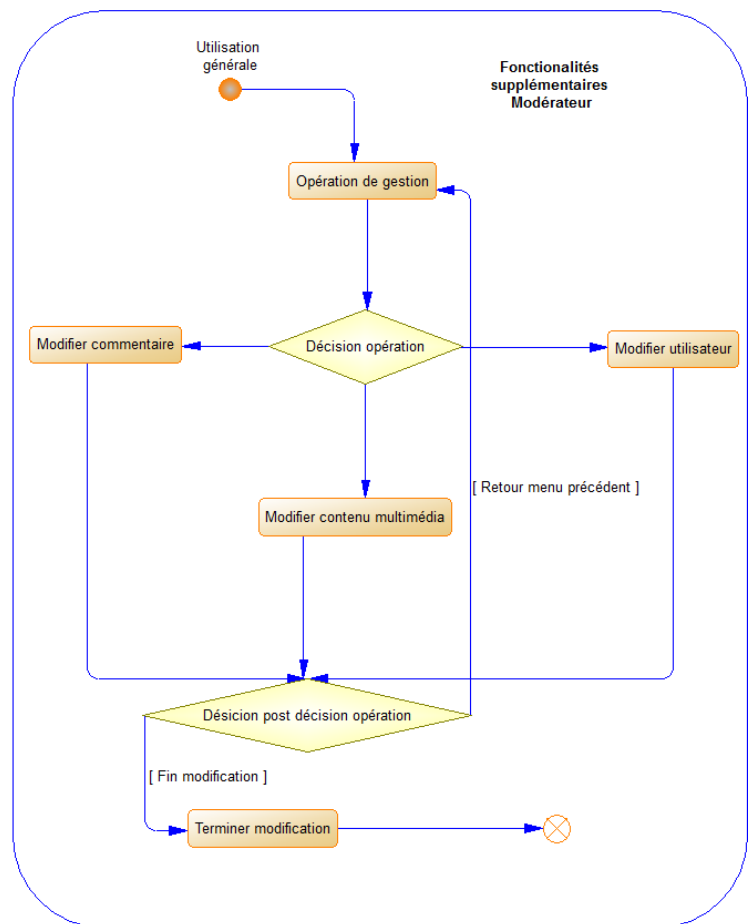 Utilisation
générale
Fonctionalités
supplémentaires
Modérateur
Opération de gestion
Modifier commentaire
Décision opération
Modifier utilisateur
[ Retour menu précédent ]
Modifier contenu multimédia
Désicion post décision opération
[ Fin modification ]
Terminer modification